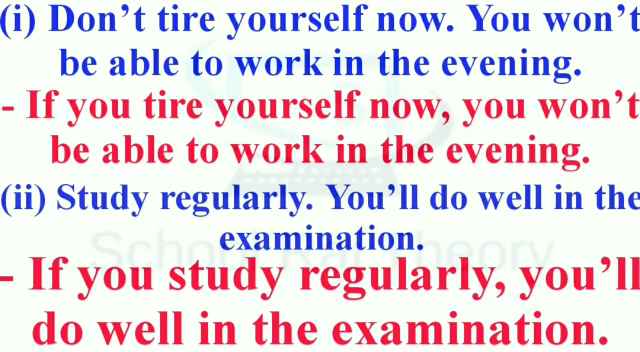 (i) Don’t tire yourself now. You won’t
be able to work in the evening.
- If you tire yourself now, you won’t
be able to work in the evening.
(ii) Study regularly. You’ll do well in the
examination.
- If you study regularly, you’ll
do well in the examination.